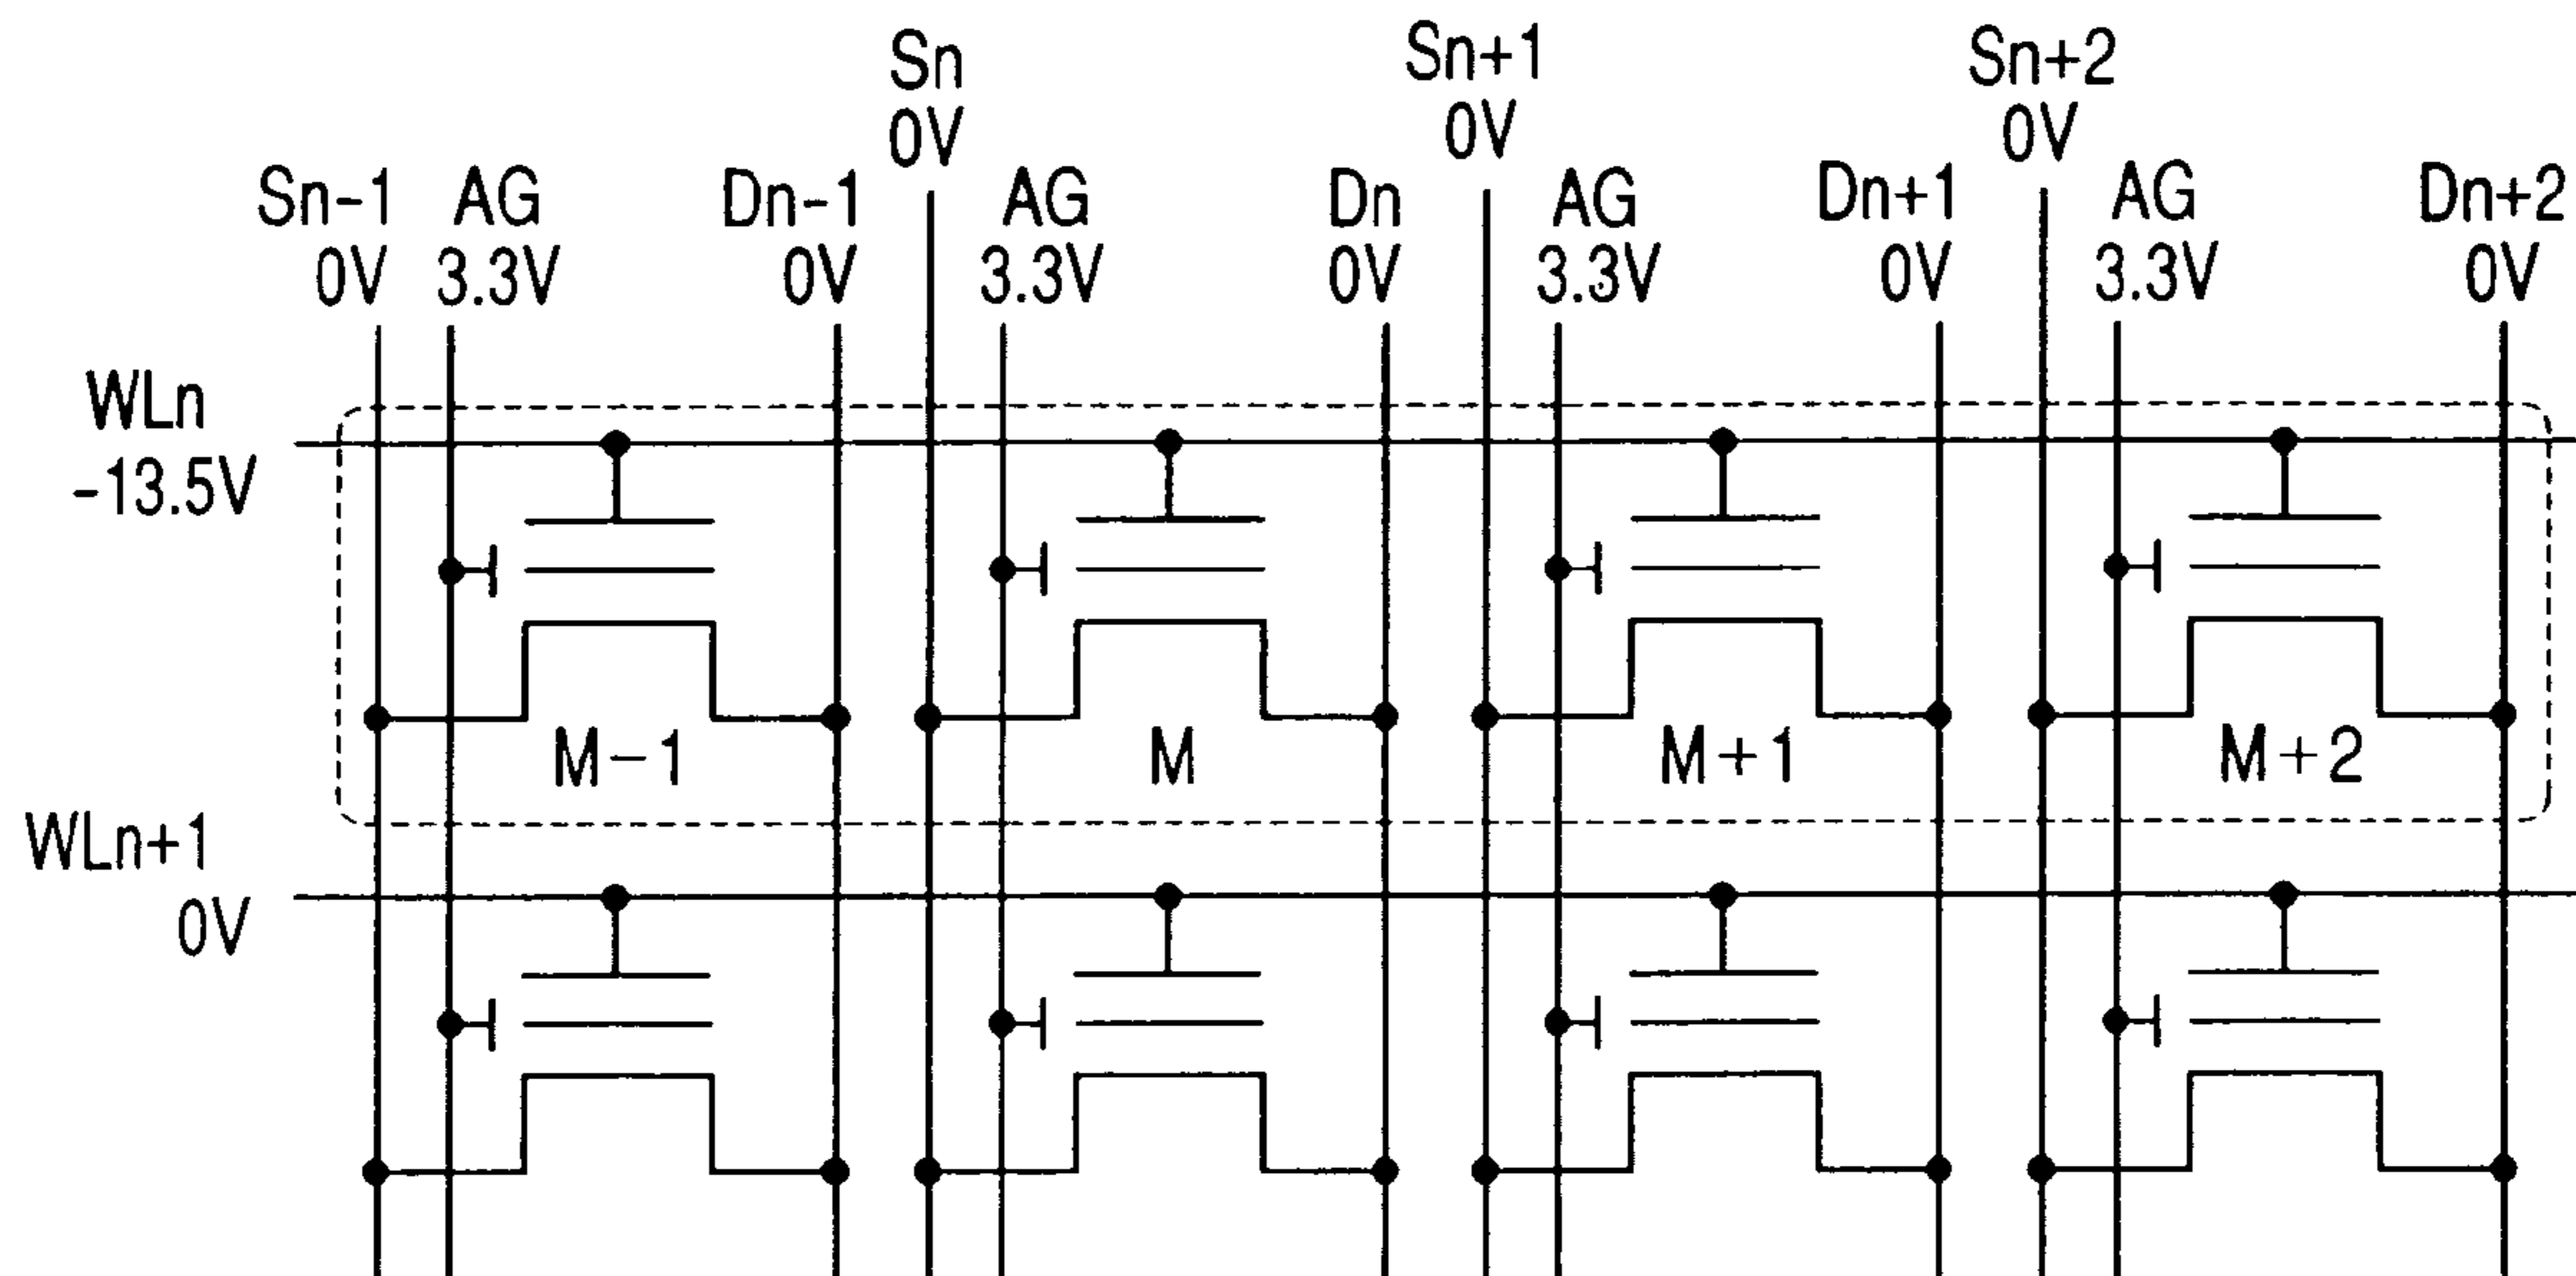 Sn Sn+1 Sn+2
0V 0V 0V
Sn-1 AG Dn-1 AG Dn AG Dn+1 AG Dn+2
0V 3.3V 0V 3.3V 0V 3.3V 0V 3.3V 0V
WLn
-13.5V
M-1 M M+1 M+2
WLn+1
0V